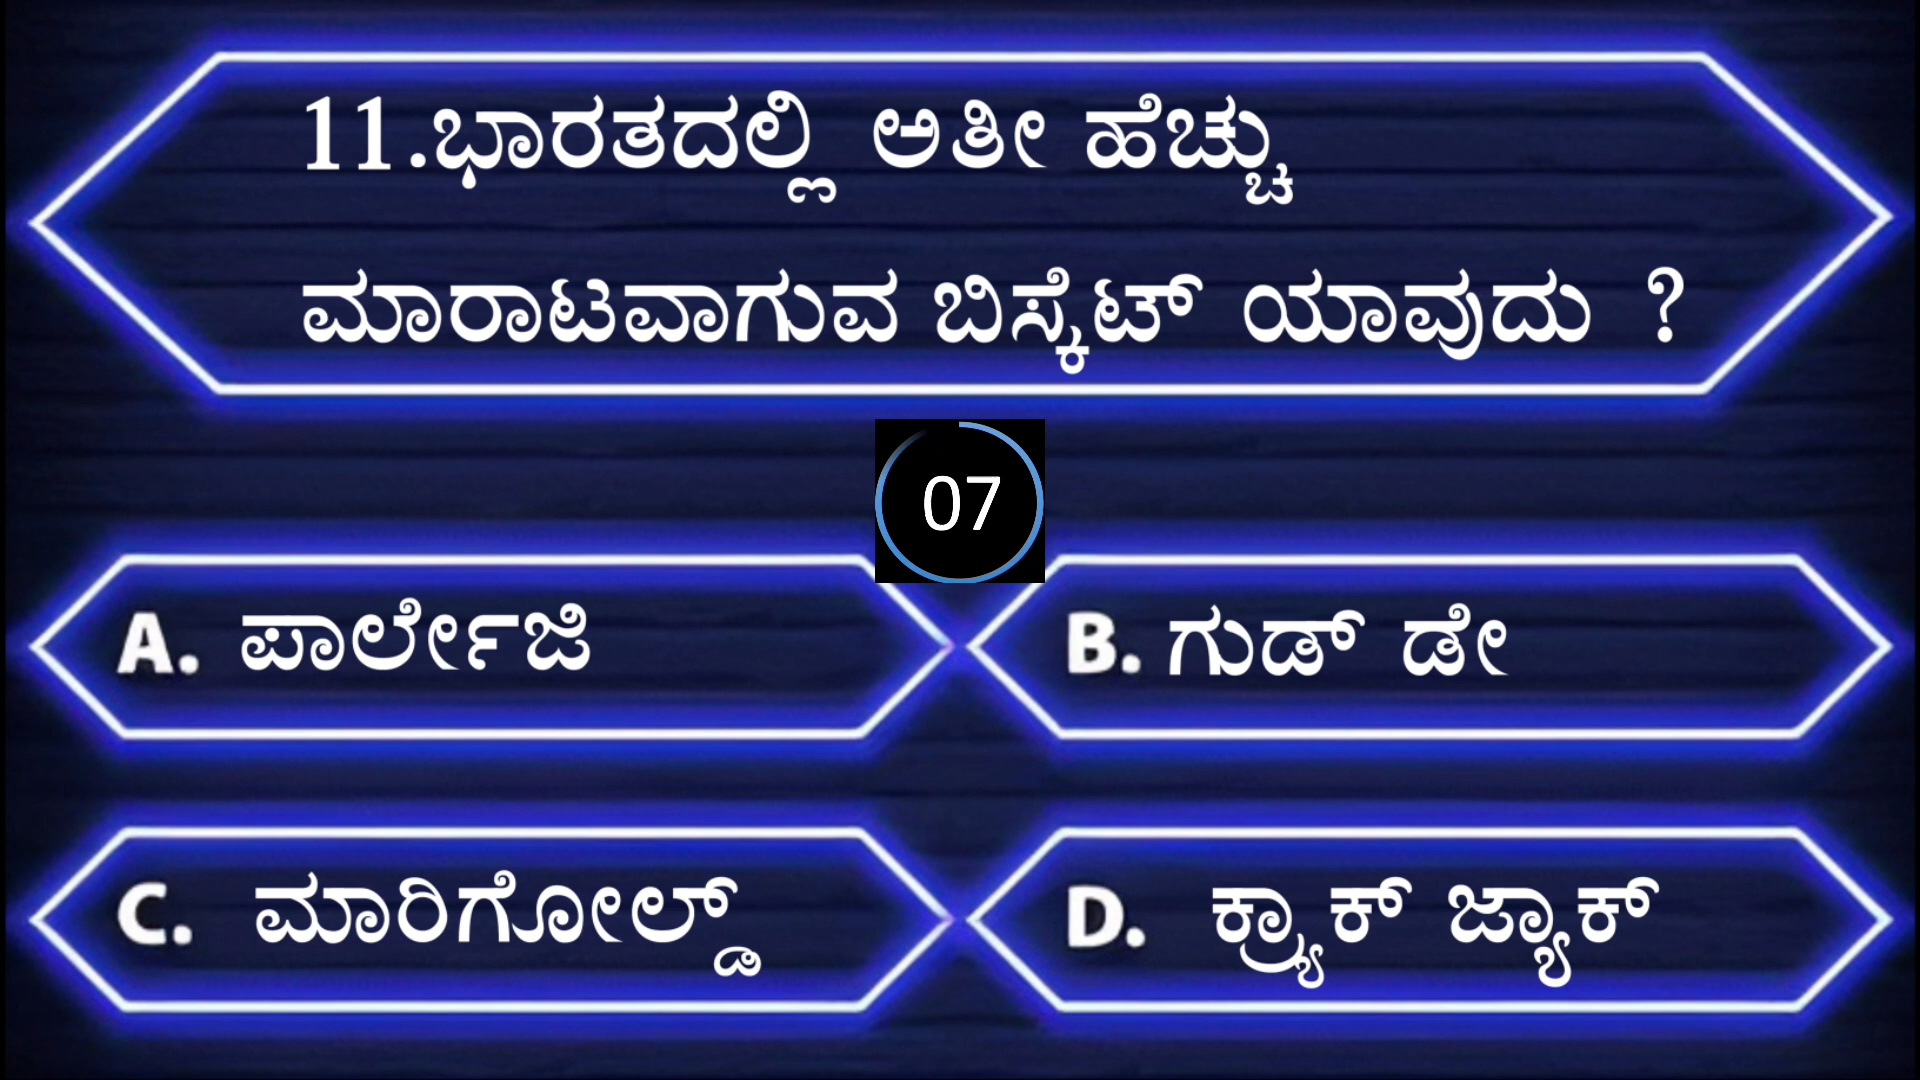 11.ಭಾರತದಲ್ಲಿ ಅತೀ ಹೆಚ್ಚು
ಮಾರಾಟವಾಗುವ ಬಿಸ್ಕೆಟ್ ಯಾವುದು ?
07
A. ಪಾರ್ಲೇಜಿ
B. ಗುಡ್ ಡೇ
C. ಮಾರಿಗೋಲ್ಡ್
D. ಕ್ರ್ಯಾಕ್ ಜ್ಯಾಕ್